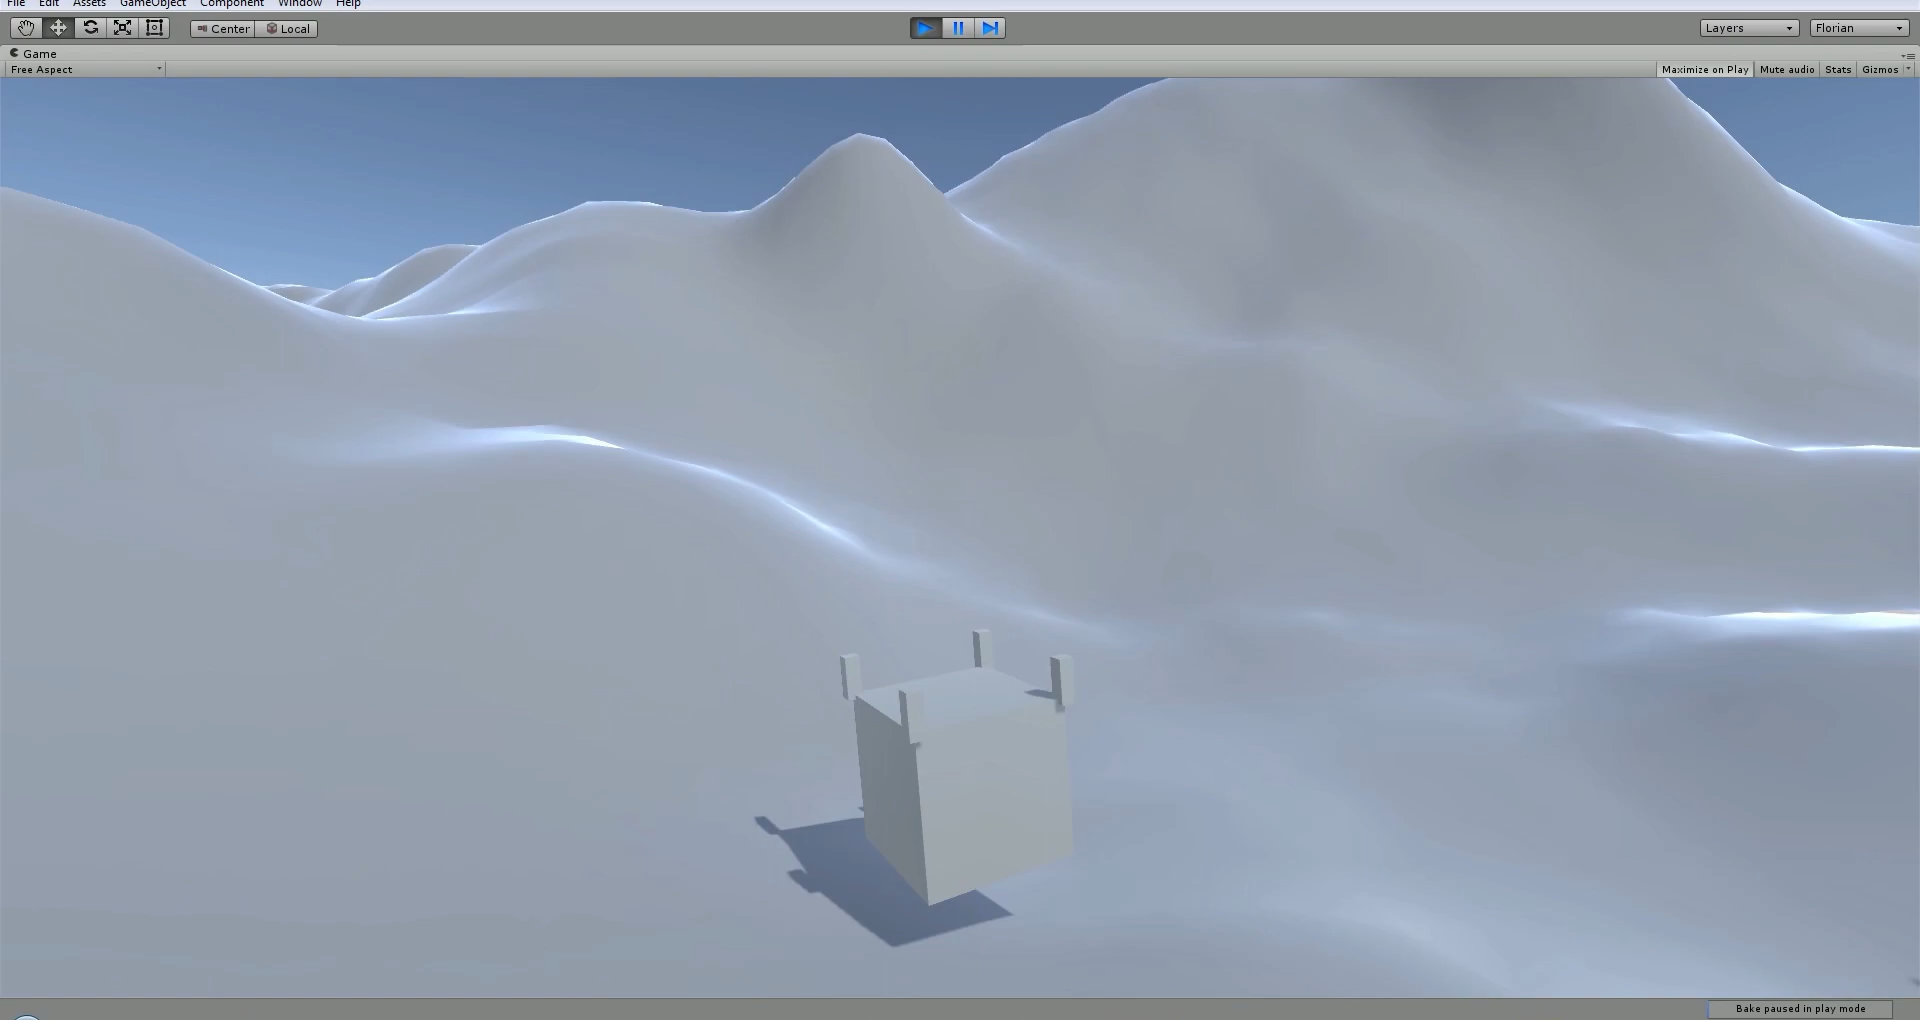 File Edit Assets GameObject Component Window Help
Center Local Layers Florian
Game
Free Aspect Maximize on Play Mute audio Stats Gizmos
Bake paused in play mode